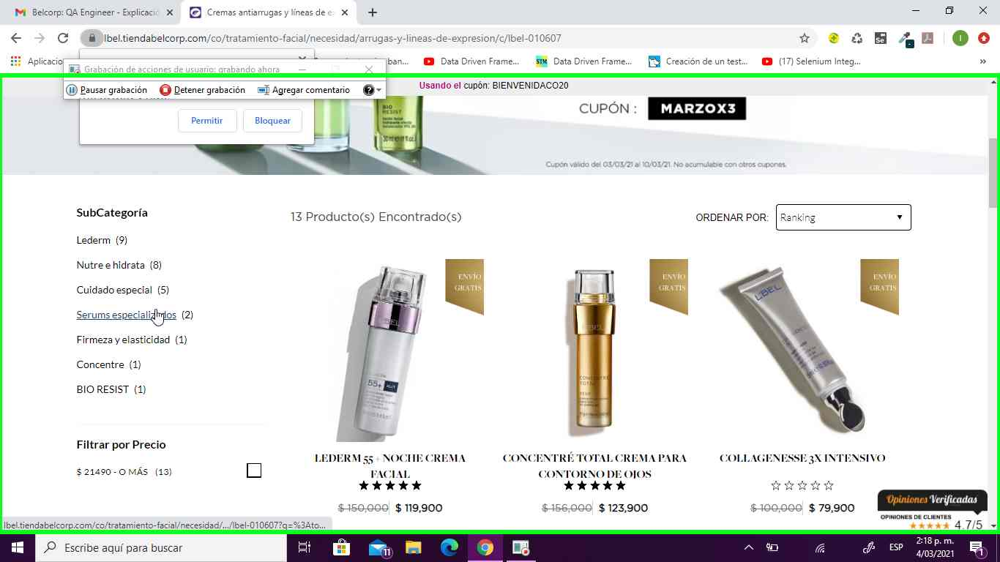 Belcorp: QA Engineer - Explicació
Cremas antiarrugas y líneas de e
lbel.tiendabelcorp.com/co/tratamiento-facial/necesidad/arrugas-y-lineas-de-expresion/c/lbel-010607
Aplicacio
ban...
Data Driven Frame...
Data Driven Frame...
Creación de un test...
(17) Selenium Integ...
Grabación de acciones de usuario: grabando ahora
Pausar grabación
Detener grabación
Agregar comentario
Usando el cupón: BIENVENIDACO20
Permitir
Bloquear
BIO
RESIST
CUPÓN :
MARZOX3
Cupón válido del 03/03/21 al 10/03/21. No acumulable con otros cupones.
SubCategoría
Lederm (9)
Nutre e hidrata (8)
Cuidado especial (5)
Serums especializados (2)
Firmeza y elasticidad (1)
Concentre (1)
BIO RESIST (1)
Filtrar por Precio
$ 21490 - O MÁS (13)
13 Producto(s) Encontrado(s)
ORDENAR POR:
Ranking
ENVÍO
GRATIS
ENVÍO
GRATIS
ENVÍO
GRATIS
L'BEL
55+
CONCENTRÉ
TOTAL
L'BEL
LEDERM 55 + NOCHE CREMA
FACIAL
$ 150,000 $ 119,900
CONCENTRÉ TOTAL CREMA PARA
CONTORNO DE OJOS
$ 156,000 $ 123,900
COLLAGENESSE 3X INTENSIVO
$ 100,000 $ 79,900
Opiniones Verificadas
OPINIONES DE CLIENTES
4.7/5
lbel.tiendabelcorp.com/co/tratamiento-facial/necesidad/.../lbel-010607?q=%3Ato...
Escribe aquí para buscar
11
ESP
2:18 p. m.
4/03/2021
1